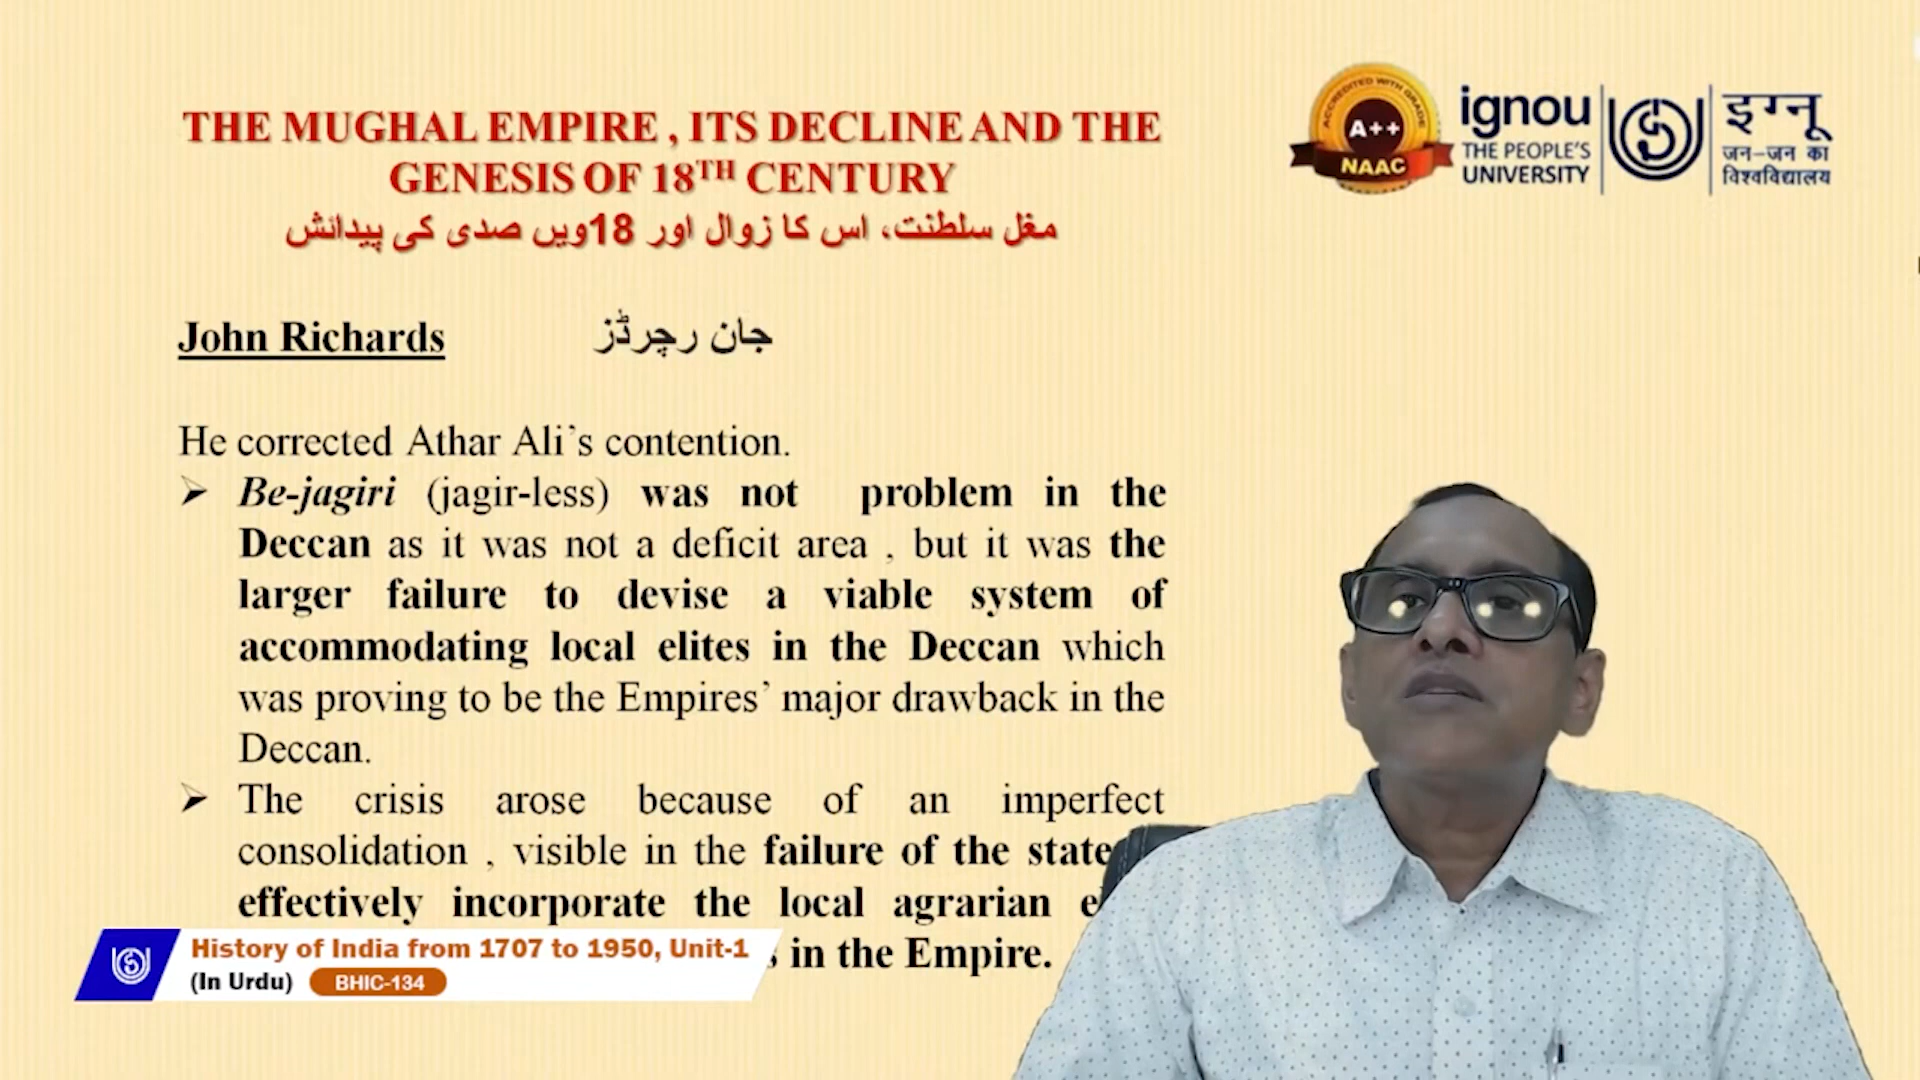 THE MUGHAL EMPIRE , ITS DECLINE AND THE
GENESIS OF 18TH CENTURY
مغل سلطنت، اس کا زوال اور 18ویں صدی کی پیدائش
ACCREDITED WITH GRADE
A++
NAAC
ignou
THE PEOPLE'S
UNIVERSITY
इग्नू
जन-जन का
विश्वविद्यालय
John Richards
جان رچرڈز
He corrected Athar Ali’s contention.
➢ Be-jagiri (jagir-less) was not problem in the
Deccan as it was not a deficit area , but it was the
larger failure to devise a viable system of
accommodating local elites in the Deccan which
was proving to be the Empires’ major drawback in the
Deccan.
➢ The crisis arose because of an imperfect
consolidation , visible in the failure of the state
effectively incorporate the local agrarian
in the Empire.
History of India from 1707 to 1950, Unit-1
(In Urdu) BHIC-134